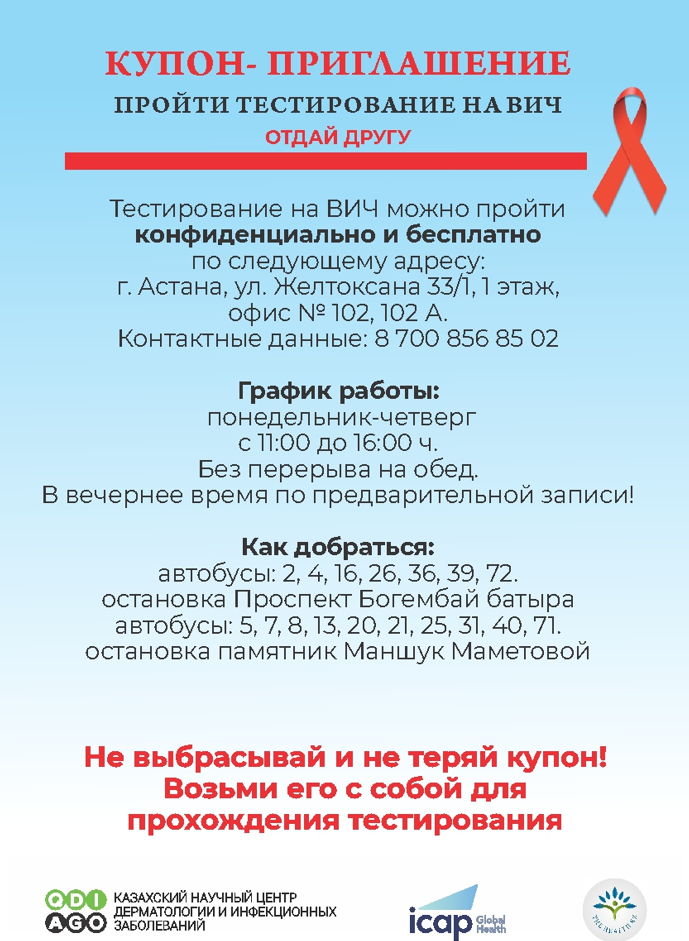 КУПОН- ПРИГЛАШЕНИЕ
ПРОЙТИ ТЕСТИРОВАНИЕ НА ВИЧ
ОТДАЙ ДРУГУ
Тестирование на ВИЧ можно пройти
конфиденциально и бесплатно
по следующему адресу:
г. Астана, ул. Желтоксана 33/1, 1 этаж,
офис № 102, 102 А.
Контактные данные: 8 700 856 85 02
График работы:
понедельник-четверг
с 11:00 до 16:00 ч.
Без перерыва на обед.
В вечернее время по предварительной записи!
Как добраться:
автобусы: 2, 4, 16, 26, 36, 39, 72.
остановка Проспект Богембай батыра
автобусы: 5, 7, 8, 13, 20, 21, 25, 31, 40, 71.
остановка памятник Маншук Маметовой
Не выбрасывай и не теряй купон!
Возьми его с собой для
прохождения тестирования
QDI
AGO
КАЗАХСКИЙ НАУЧНЫЙ ЦЕНТР
ДЕРМАТОЛОГИИ И ИНФЕКЦИОННЫХ
ЗАБОЛЕВАНИЙ
icap Global
Health